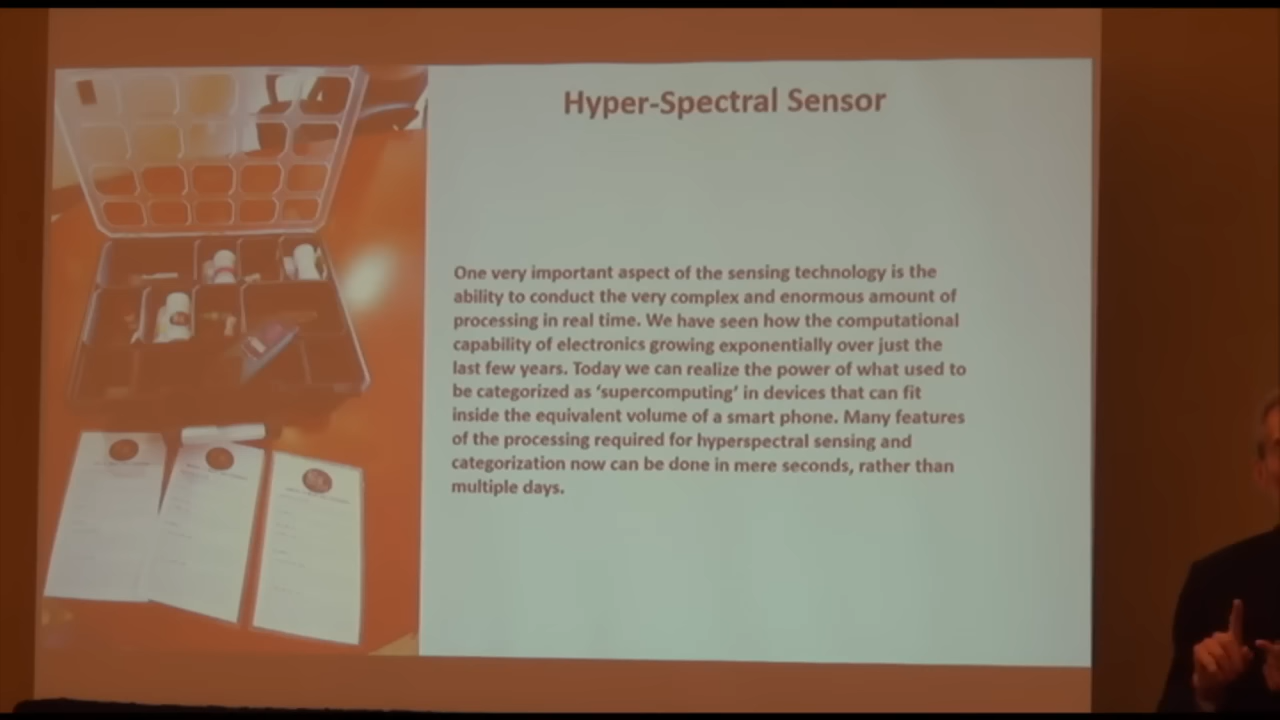 Hyper-Spectral Sensor
One very important aspect of the sensing technology is the
ability to conduct the very complex and enormous amount of
processing in real time. We have seen how the computational
capability of electronics growing exponentially over just the
last few years. Today we can realize the power of what used to
be categorized as ‘supercomputing’ in devices that can fit
inside the equivalent volume of a smart phone. Many features
of the processing required for hyperspectral sensing and
categorization now can be done in mere seconds, rather than
multiple days.